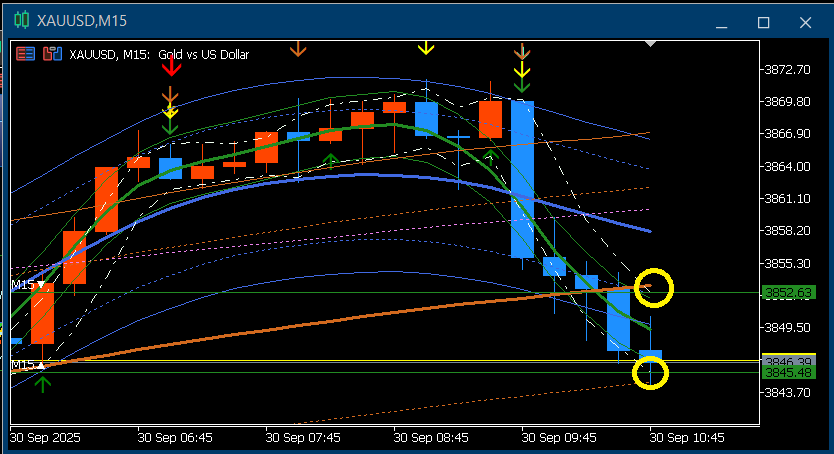 XAUUSD,M15
XAUUSD, M15: Gold vs US Dollar
3872.70
3869.80
3866.90
3864.00
3861.10
3858.20
3855.30
M15
3852.63
3849.50
M15
3846.39
3845.48
3843.70
30 Sep 2025
30 Sep 06:45
30 Sep 07:45
30 Sep 08:45
30 Sep 09:45
30 Sep 10:45